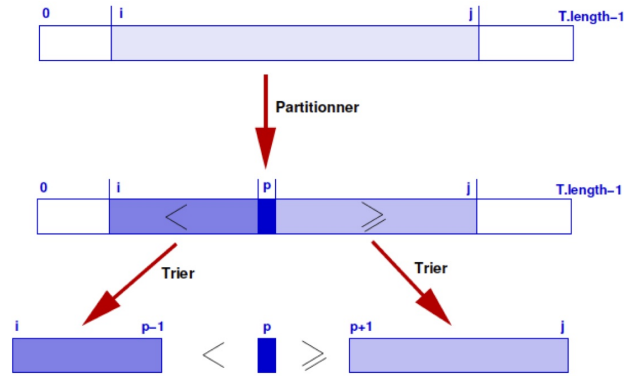 0 i j T.length−1
Partitionner
0 i p j T.length−1
< ≥
Trier Trier
i p−1 p p+1 j
< ≥